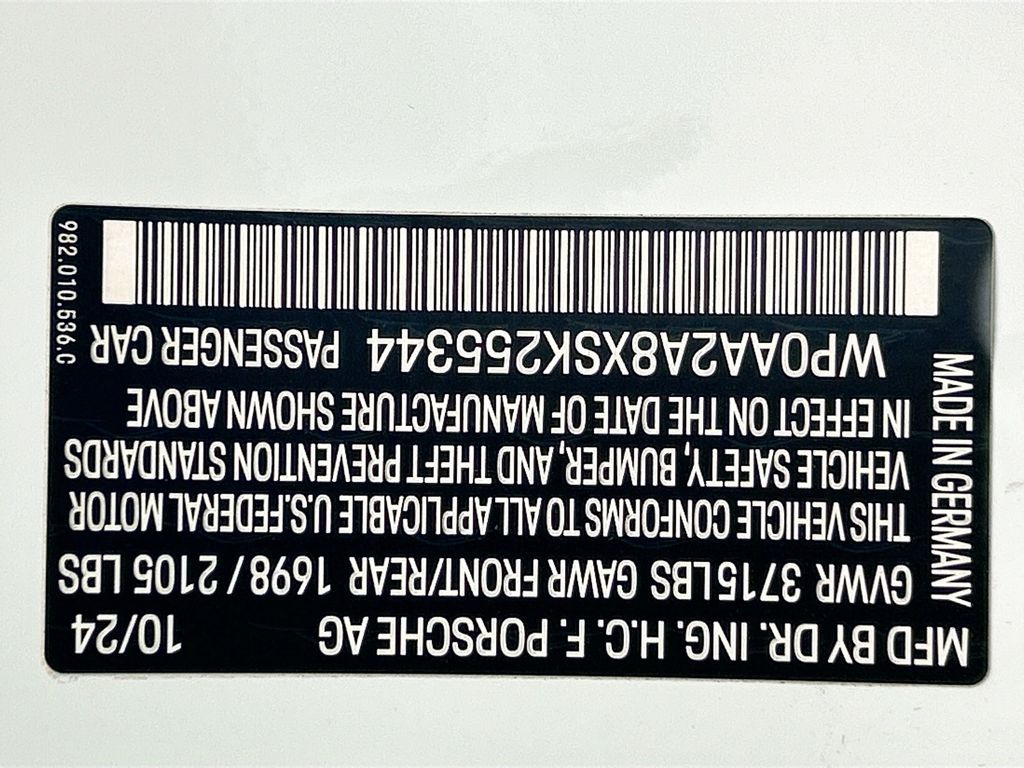 MFD BY DR. ING. H.C. F. PORSCHE AG 10/24
GVWR 3715 LBS GAWR FRONT/REAR 1698 / 2105 LBS
THIS VEHICLE CONFORMS TO ALL APPLICABLE U.S.FEDERAL MOTOR
VEHICLE SAFETY, BUMPER, AND THEFT PREVENTION STANDARDS
IN EFFECT ON THE DATE OF MANUFACTURE SHOWN ABOVE
WP0AA2A8XSK255344 PASSENGER CAR
MADE IN GERMANY
982.010.536.C